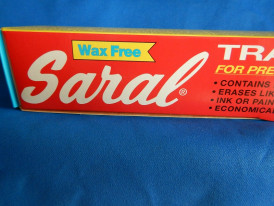 Wax Free
Saral®
TRA
FOR PRE
• CONTAINS
• ERASES LIK
• INK OR PAIN
• ECONOMICA